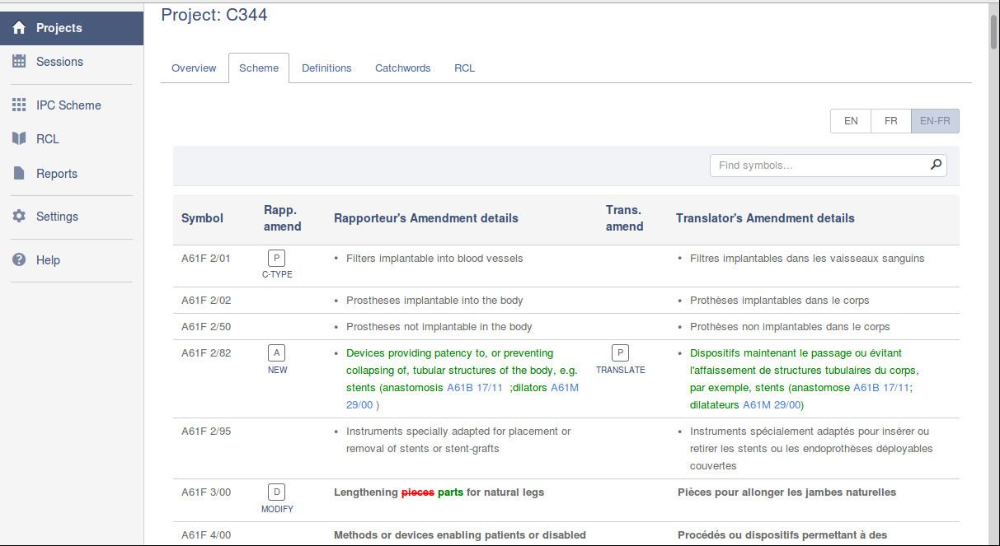 Project: C344
Projects
Sessions
IPC Scheme
RCL
Reports
Settings
Help
Overview Scheme Definitions Catchwords RCL
EN FR EN-FR
Find symbols...
Symbol Rapp. amend Rapporteur's Amendment details Trans. amend Translator's Amendment details
A61F 2/01 P • Filters implantable into blood vessels • Filtres implantables dans les vaisseaux sanguins
C-TYPE
A61F 2/02 • Prostheses implantable into the body • Prothèses implantables dans le corps
A61F 2/50 • Prostheses not implantable in the body • Prothèses non implantables dans le corps
A61F 2/82 A • Devices providing patency to, or preventing P • Dispositifs maintenant le passage ou évitant
NEW collapsing of, tubular structures of the body, e.g. TRANSLATE l'affaissement de structures tubulaires du corps,
stents (anastomosis A61B 17/11 ;dilators A61M par exemple, stents (anastomose A61B 17/11;
29/00 ) dilatateurs A61M 29/00)
A61F 2/95 • Instruments specially adapted for placement or • Instruments spécialement adaptés pour insérer ou
removal of stents or stent-grafts retirer les stents ou les endoprothèses déployables
couvertes
A61F 3/00 D Lengthening pieces parts for natural legs Pièces pour allonger les jambes naturelles
MODIFY
A61F 4/00 Methods or devices enabling patients or disabled Procédés ou dispositifs permettant à des